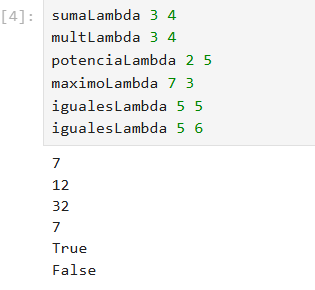 [4]:
sumaLambda 3 4
multLambda 3 4
potenciaLambda 2 5
maximoLambda 7 3
igualesLambda 5 5
igualesLambda 5 6
7
12
32
7
True
False